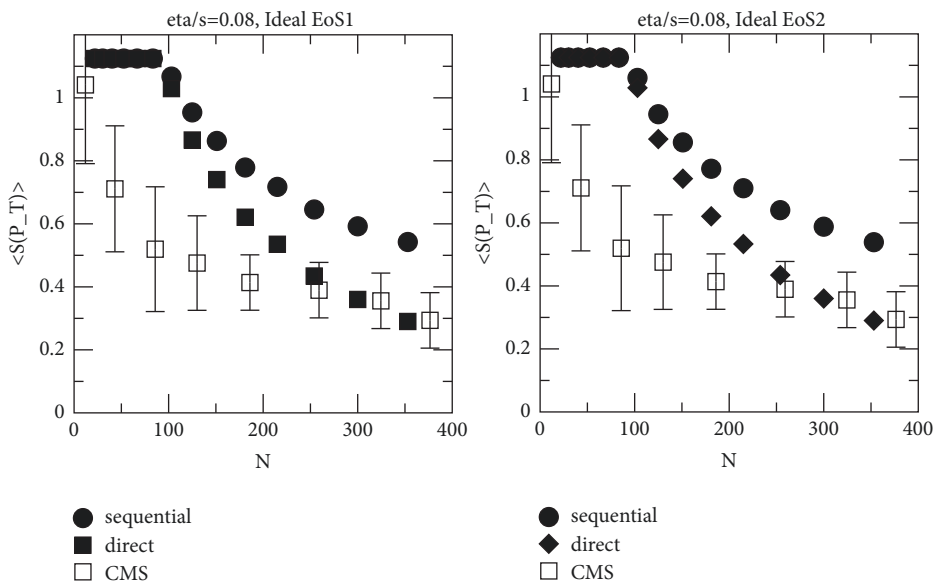 eta/s=0.08, Ideal EoS1
<S(P_T)>
1
0.8
0.6
0.4
0.2
0
0 100 200 300 400
N
sequential
direct
CMS
eta/s=0.08, Ideal EoS2
<S(P_T)>
1
0.8
0.6
0.4
0.2
0
0 100 200 300 400
N
sequential
direct
CMS